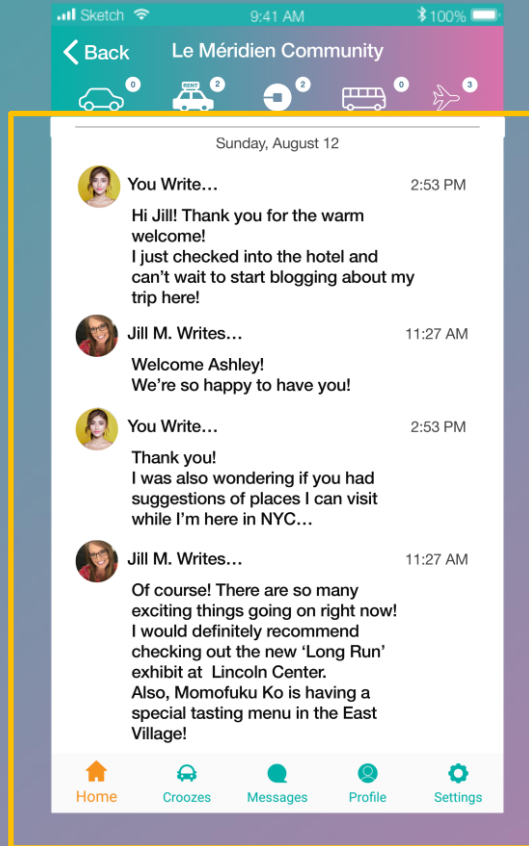 Sketch 9:41 AM 100%
Back Le Méridien Community
0 RENT 2 2 0 3
Sunday, August 12
You Write… 2:53 PM
Hi Jill! Thank you for the warm
welcome!
I just checked into the hotel and
can’t wait to start blogging about my
trip here!
Jill M. Writes… 11:27 AM
Welcome Ashley!
We’re so happy to have you!
You Write… 2:53 PM
Thank you!
I was also wondering if you had
suggestions of places I can visit
while I’m here in NYC…
Jill M. Writes… 11:27 AM
Of course! There are so many
exciting things going on right now!
I would definitely recommend
checking out the new ‘Long Run’
exhibit at Lincoln Center.
Also, Momofuku Ko is having a
special tasting menu in the East
Village!
Home Croozes Messages Profile Settings